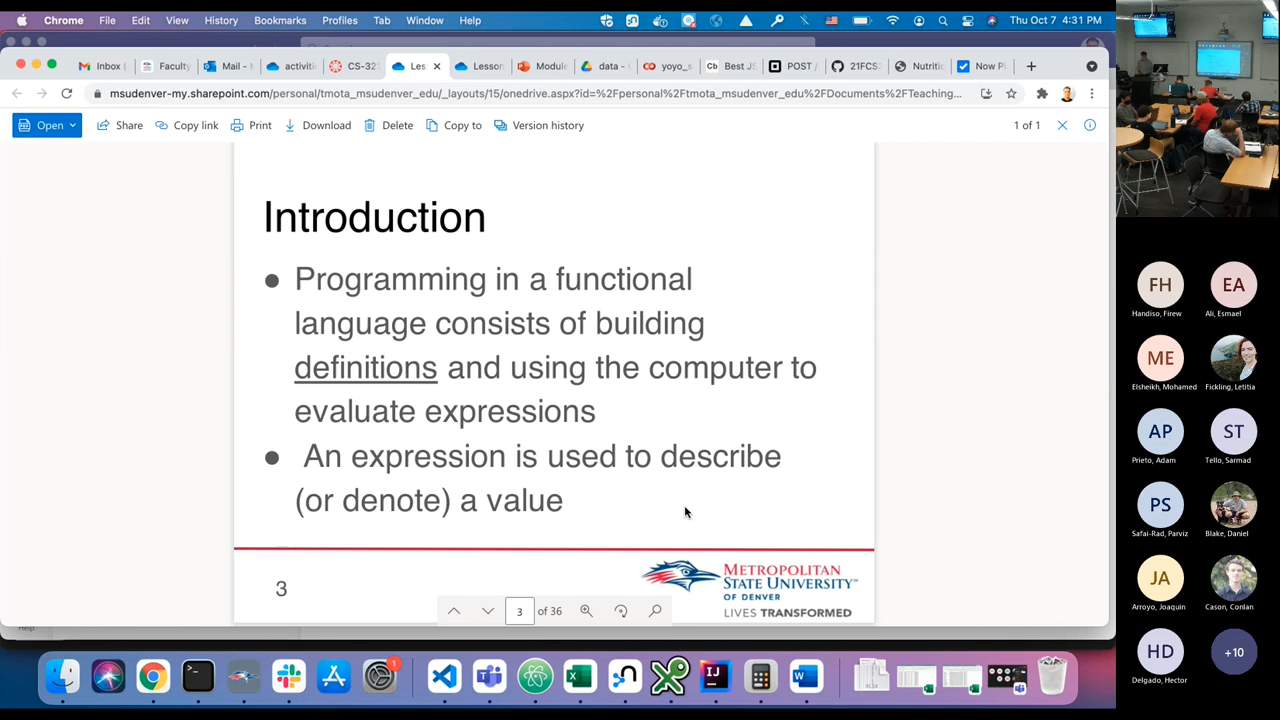 Chrome File Edit View History Bookmarks Profiles Tab Window Help Thu Oct 7 4:31 PM
Inbox ( Faculty Mail - activiti CS-321 Les Lesson Module data - yoyo_s Best JS POST / 21FCS Nutriti Now Pl
msudenver-my.sharepoint.com/personal/tmota_msudenver_edu/_layouts/15/onedrive.aspx?id=%2Fpersonal%2Ftmota_msudenver_edu%2FDocuments%2FTeaching...
Open Share Copy link Print Download Delete Copy to Version history 1 of 1
Introduction
● Programming in a functional
language consists of building
definitions and using the computer to
evaluate expressions
● An expression is used to describe
(or denote) a value
3
3 of 36
METROPOLITAN
STATE UNIVERSITY™
OF DENVER
LIVES TRANSFORMED
Help
1
XLSX
FH EA
Handiso, Firew Ali, Esmael
ME
Elsheikh, Mohamed Fickling, Letitia
AP ST
Prieto, Adam Tello, Sarmad
PS
Safai-Rad, Parviz Blake, Daniel
JA
Arroyo, Joaquin Cason, Conlan
HD +10
Delgado, Hector